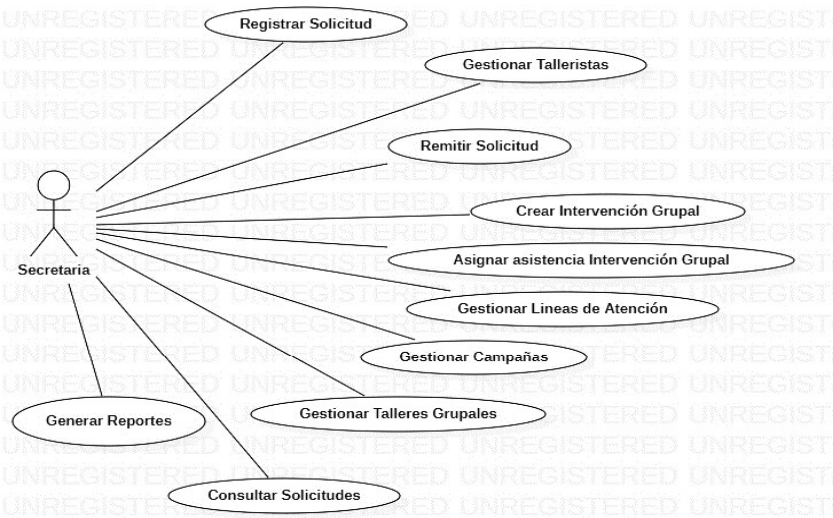 Registrar Solicitud
Gestionar Talleristas
Remitir Solicitud
Crear Intervención Grupal
Asignar asistencia Intervención Grupal
Secretaria
Gestionar Lineas de Atención
Gestionar Campañas
Generar Reportes
Gestionar Talleres Grupales
Consultar Solicitudes
UNREGISTERED